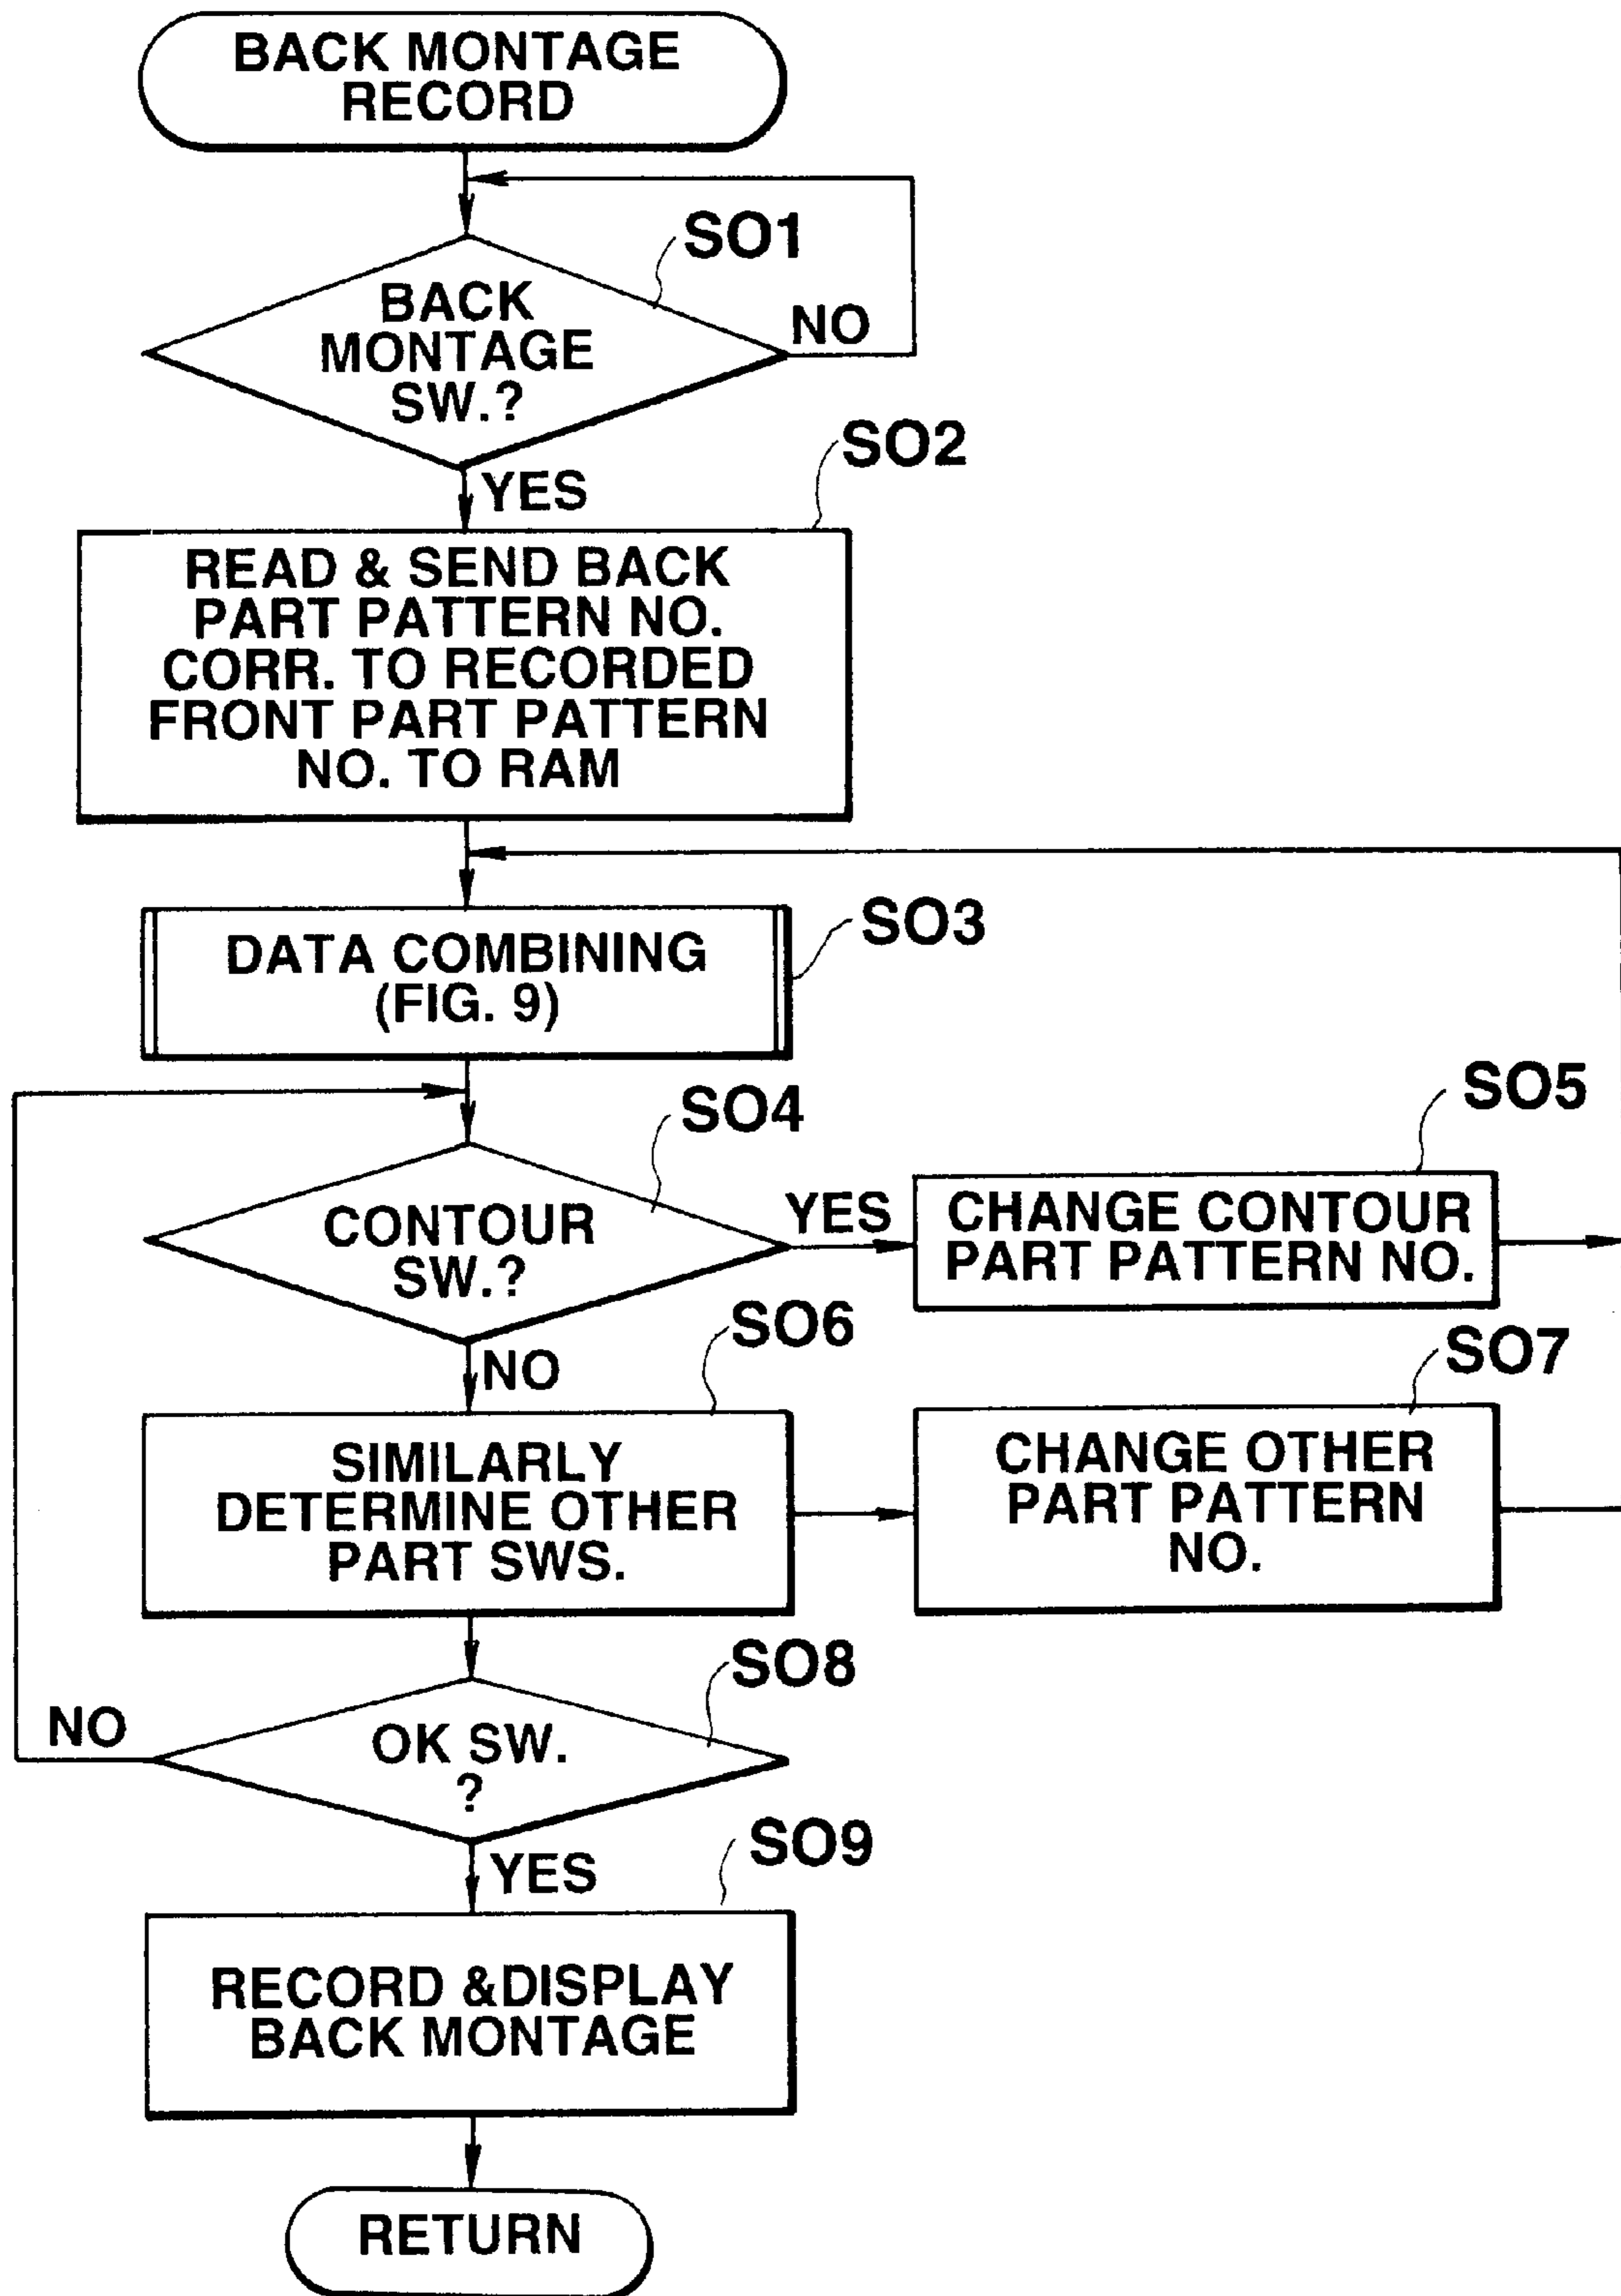 BACK MONTAGE
RECORD
SO1
BACK
MONTAGE
SW.?
NO
YES
SO2
READ & SEND BACK
PART PATTERN NO.
CORR. TO RECORDED
FRONT PART PATTERN
NO. TO RAM
SO3
DATA COMBINING
(FIG. 9)
SO4
CONTOUR
SW.?
YES
SO5
CHANGE CONTOUR
PART PATTERN NO.
NO
SO6
SIMILARLY
DETERMINE OTHER
PART SWS.
SO7
CHANGE OTHER
PART PATTERN
NO.
SO8
OK SW.
?
NO
YES
SO9
RECORD &DISPLAY
BACK MONTAGE
RETURN